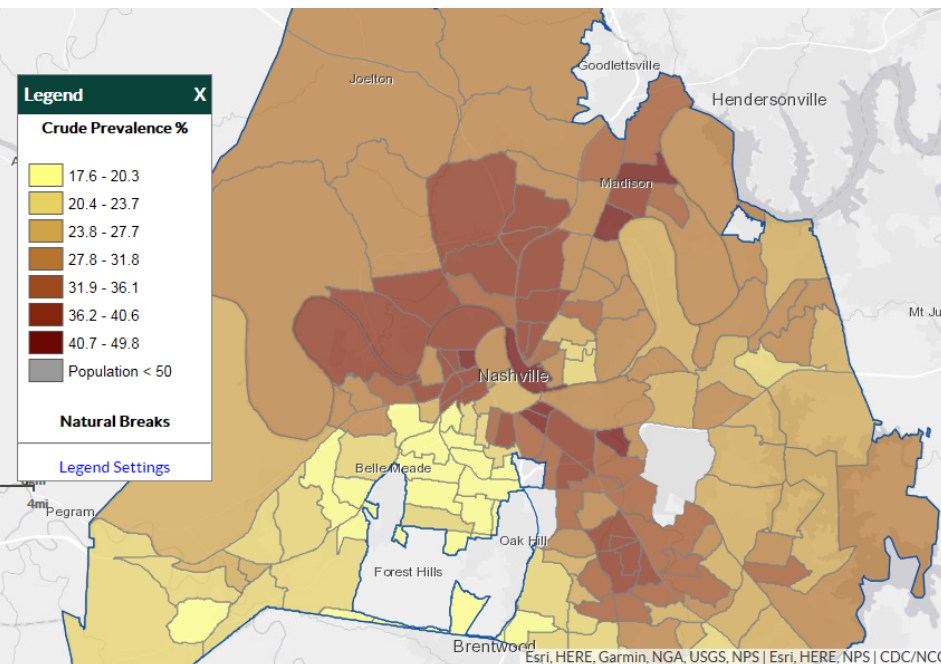 Goodlettsville
Joelton
Hendersonville
Legend X
Crude Prevalence %
17.6 - 20.3
20.4 - 23.7
23.8 - 27.7
27.8 - 31.8
31.9 - 36.1
36.2 - 40.6
40.7 - 49.8
Population < 50
Natural Breaks
Legend Settings
Madison
Mt Ju
Nashville
Belle Meade
4mi
Pegram
Oak Hill
Forest Hills
Brentwood
Esri, HERE, Garmin, NGA, USGS, NPS | Esri, HERE, NPS | CDC/NCC